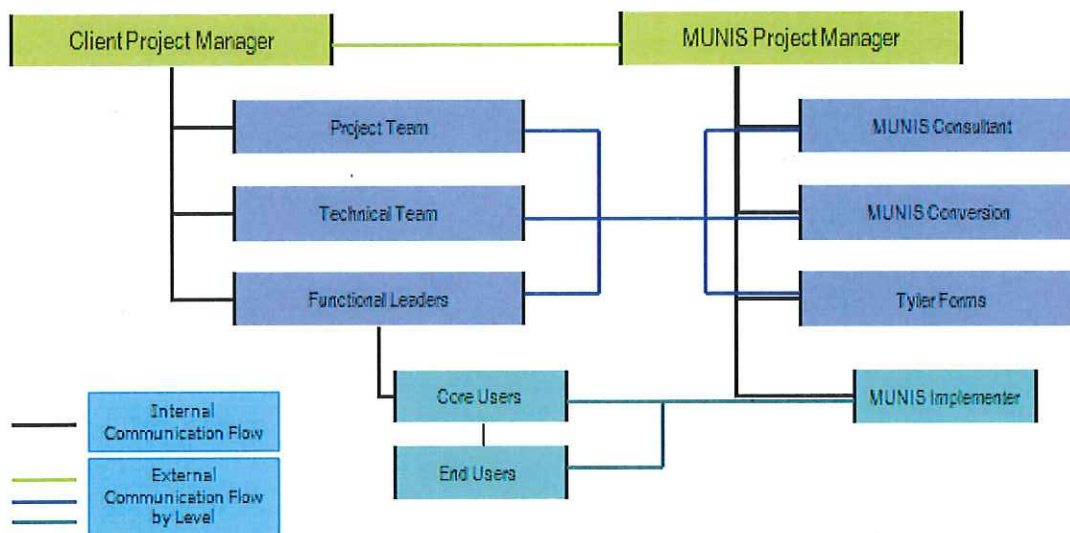 Client Project Manager
MUNIS Project Manager
Project Team
MUNIS Consultant
Technical Team
MUNIS Conversion
Functional Leaders
Tyler Forms
Core Users
MUNIS Implementer
End Users
Internal
Communication Flow
External
Communication Flow
by Level